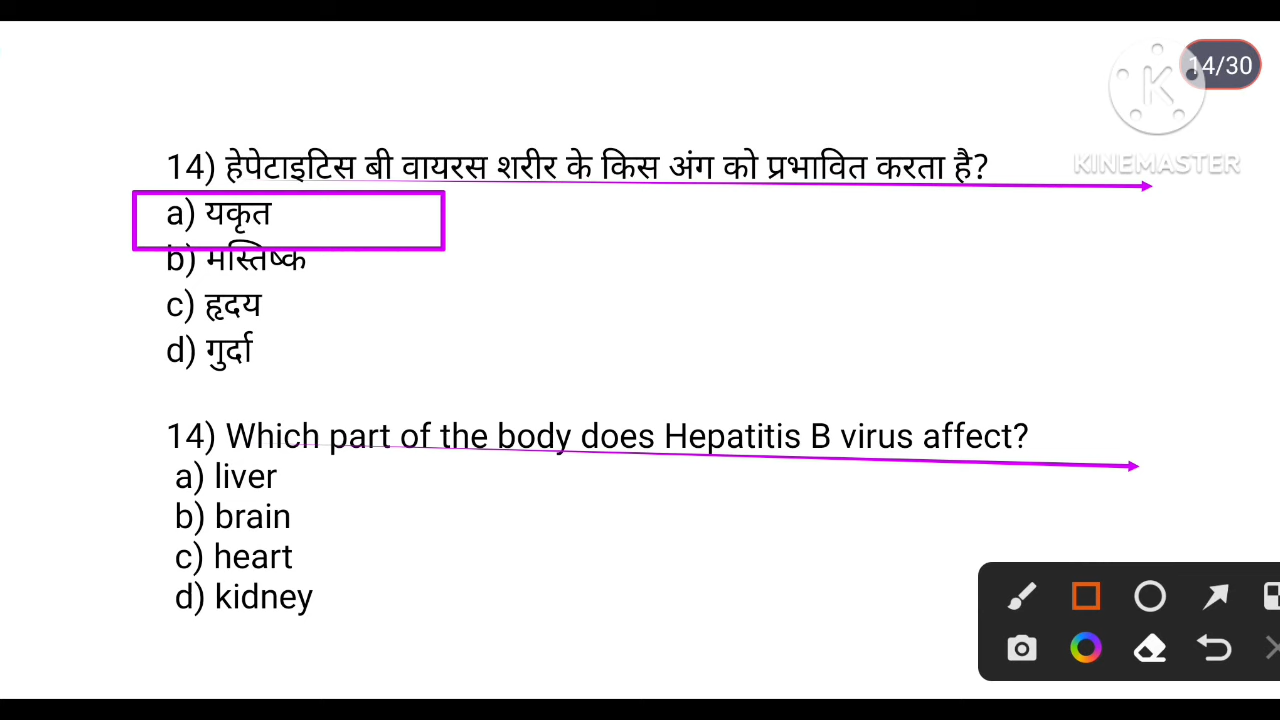 14/30
KINEMASTER
14) हेपेटाइटिस बी वायरस शरीर के किस अंग को प्रभावित करता है?
a) यकृत
b) मस्तिष्क
c) हृदय
d) गुर्दा
14) Which part of the body does Hepatitis B virus affect?
a) liver
b) brain
c) heart
d) kidney